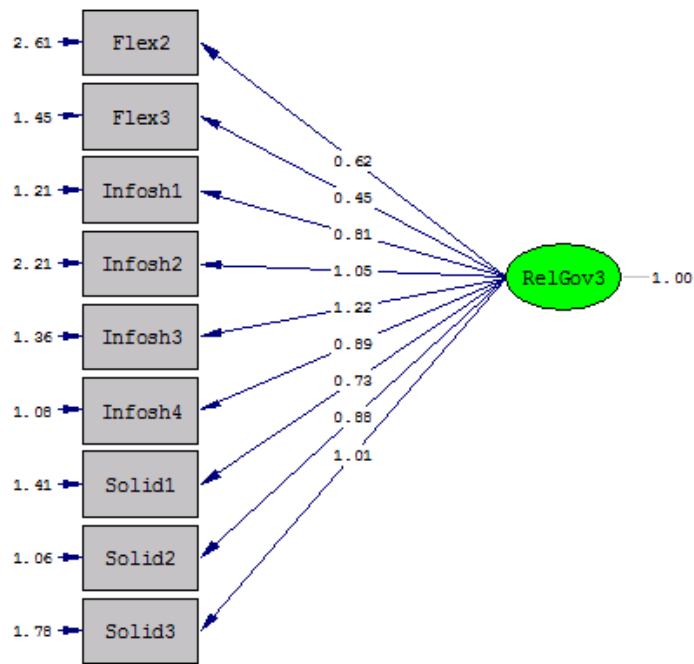 2.61 Flex2
0.62
1.45 Flex3
0.45
1.21 Infosh1
0.81
2.21 Infosh2
1.05
RelGov3 1.00
1.22
1.36 Infosh3
0.89
0.73
1.08 Infosh4
0.88
1.01
1.41 Solid1
1.06 Solid2
1.78 Solid3